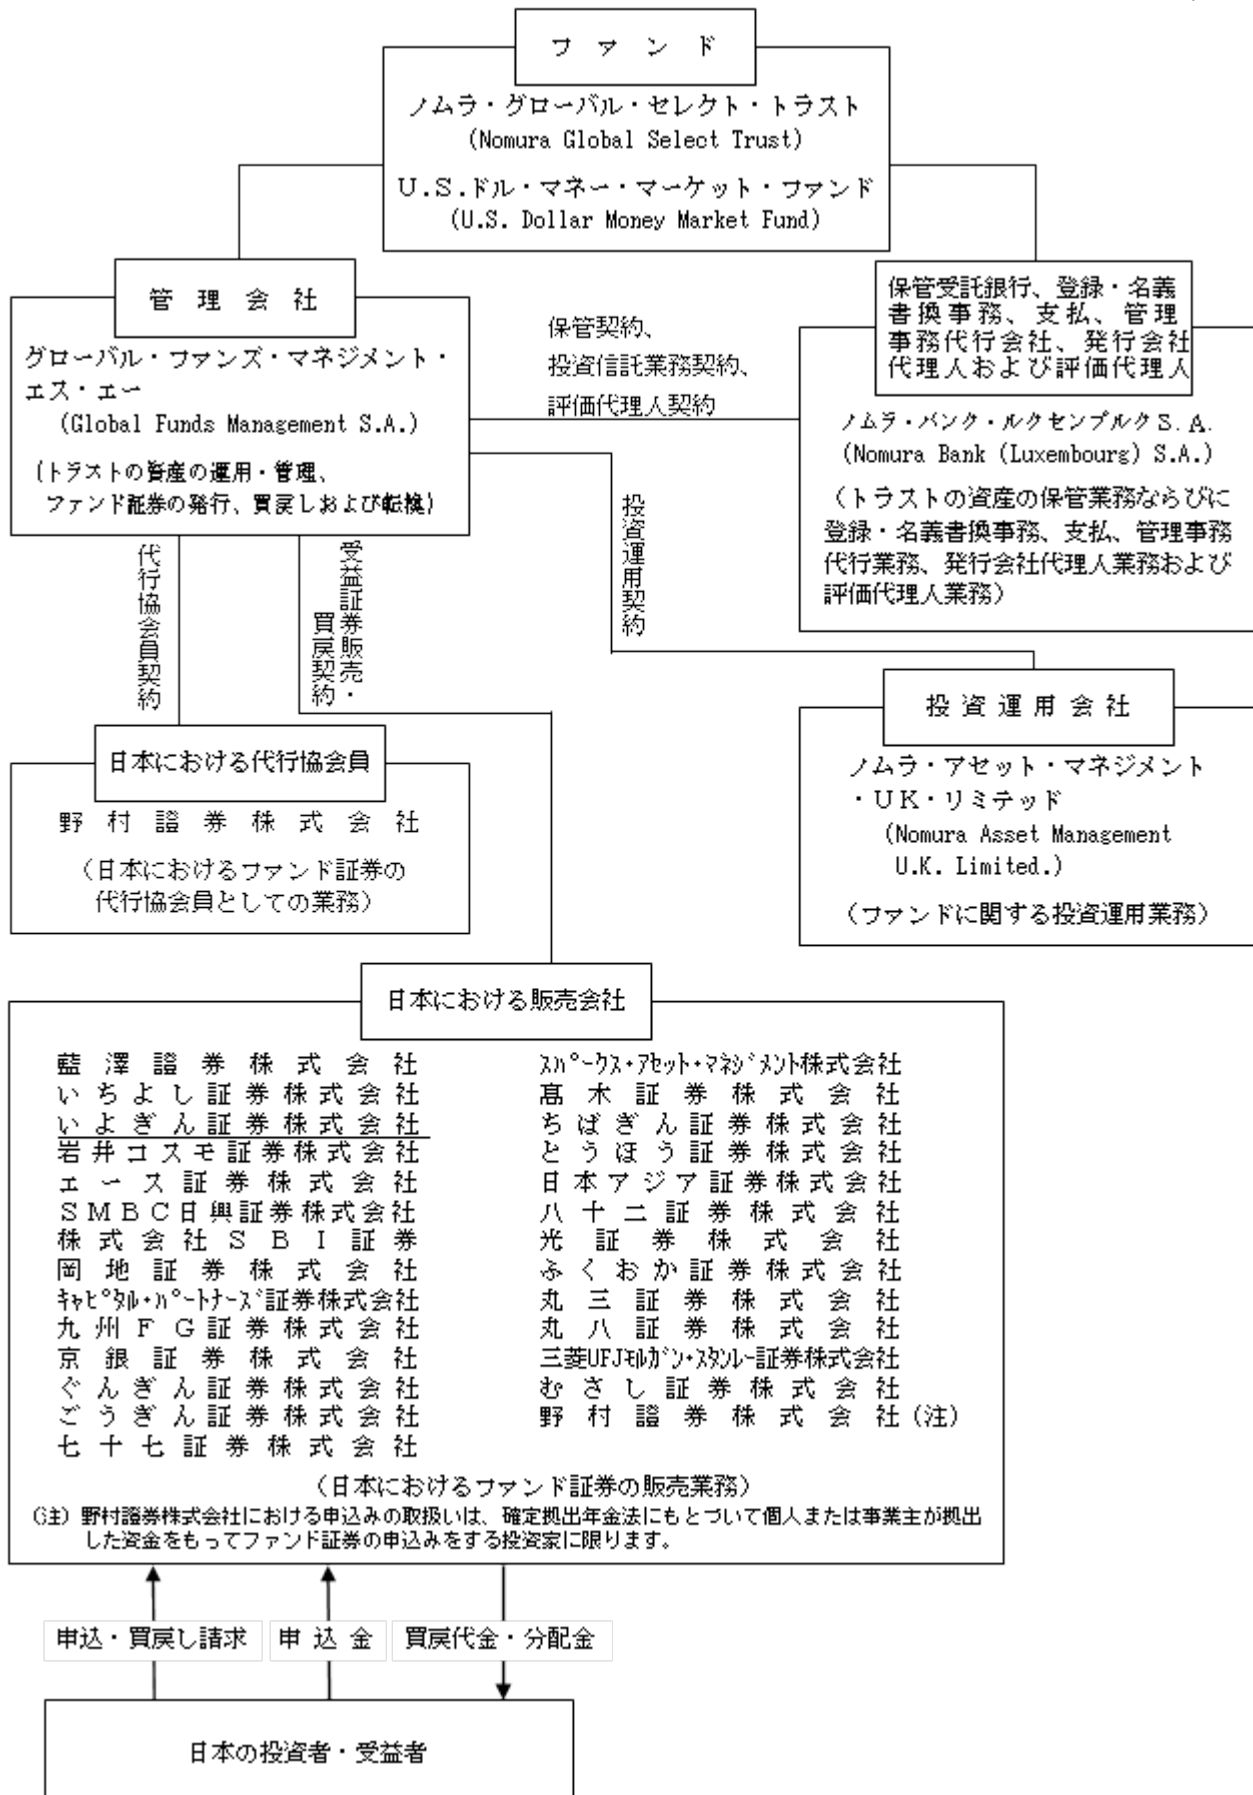 ファンド
ノムラ・グローバル・セレクト・トラスト
(Nomura Global Select Trust)
U.S.ドル・マネー・マーケット・ファンド
(U.S. Dollar Money Market Fund)
管理会社
グローバル・ファンズ・マネジメント・
エス・エー
(Global Funds Management S.A.)
(トラストの資産の運用・管理、
ファンド証券の発行、買戻しおよび転換)
保管契約、
投資信託業務契約、
評価代理人契約
保管受託銀行、登録・名義
書換事務、支払、管理
事務代行会社、発行会社
代理人および評価代理人
ノムラ・バンク・ルクセンブルクS.A.
(Nomura Bank (Luxembourg) S.A.)
(トラストの資産の保管業務ならびに
登録・名義書換事務、支払、管理事務
代行業務、発行会社代理人業務および
評価代理人業務)
代行協会員契約
受益証券販売・
買戻契約
投資運用契約
投資運用会社
ノムラ・アセット・マネジメント
・UK・リミテッド
(Nomura Asset Management
U.K. Limited.)
(ファンドに関する投資運用業務)
日本における代行協会員
野村證券株式会社
(日本におけるファンド証券の
代行協会員としての業務)
日本における販売会社
藍澤證券株式会社
いちよし証券株式会社
いよぎん証券株式会社
岩井コスモ証券株式会社
エース証券株式会社
SMBC日興証券株式会社
株式会社SBI証券
岡地証券株式会社
キャピタル・パートナーズ証券株式会社
九州FG証券株式会社
京銀証券株式会社
ぐんぎん証券株式会社
ごうぎん証券株式会社
七十七証券株式会社
スパークス・アセット・マネジメント株式会社
髙木証券株式会社
ちばぎん証券株式会社
とうほう証券株式会社
日本アジア証券株式会社
八十二証券株式会社
光証券株式会社
ふくおか証券株式会社
丸三証券株式会社
丸八証券株式会社
三菱UFJモルガン・スタンレー証券株式会社
むさし証券株式会社
野村證券株式会社(注)
(日本におけるファンド証券の販売業務)
(注) 野村證券株式会社における申込みの取扱いは、確定拠出年金法にもとづいて個人または事業主が拠出
した資金をもってファンド証券の申込みをする投資家に限ります。
申込・買戻し請求
申込金
買戻代金・分配金
日本の投資者・受益者